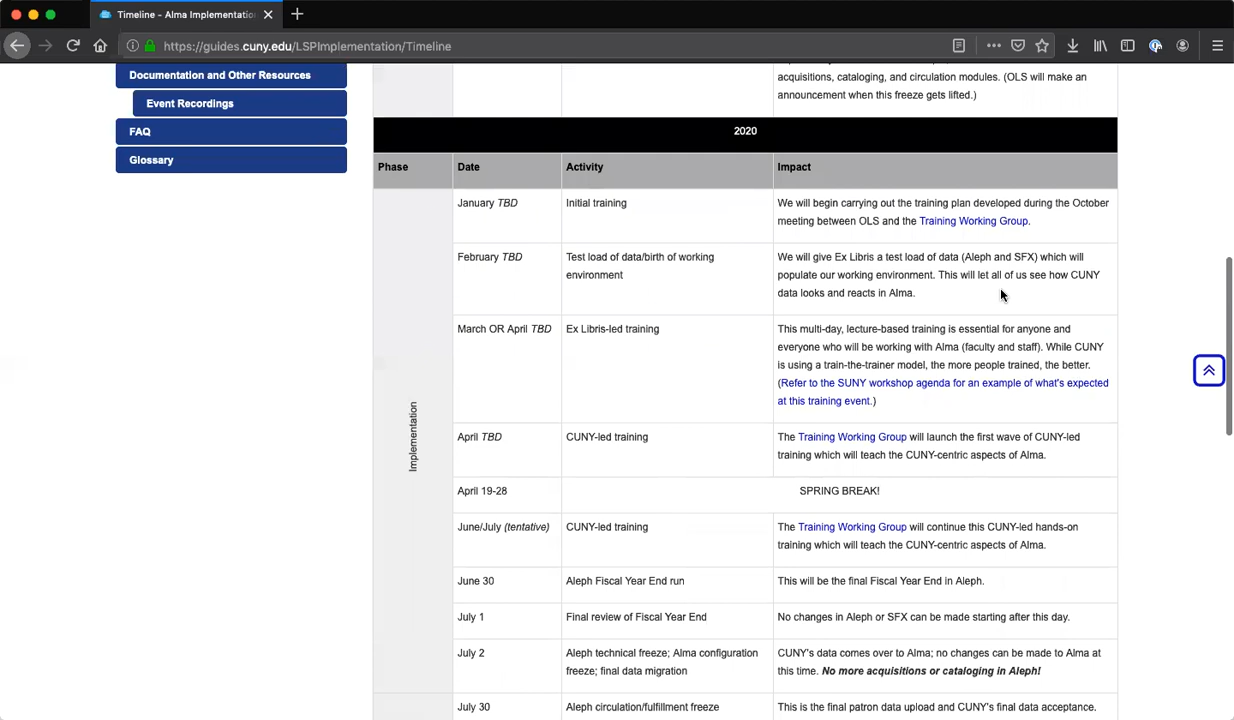 Timeline - Alma Implementatio
https://guides.cuny.edu/LSPImplementation/Timeline
Documentation and Other Resources
Event Recordings
FAQ
Glossary
acquisitions, cataloging, and circulation modules. (OLS will make an
announcement when this freeze gets lifted.)
2020
Phase Date Activity Impact
Implementation
January TBD Initial training We will begin carrying out the training plan developed during the October
meeting between OLS and the Training Working Group.
February TBD Test load of data/birth of working We will give Ex Libris a test load of data (Aleph and SFX) which will
environment populate our working environment. This will let all of us see how CUNY
data looks and reacts in Alma.
March OR April TBD Ex Libris-led training This multi-day, lecture-based training is essential for anyone and
everyone who will be working with Alma (faculty and staff). While CUNY
is using a train-the-trainer model, the more people trained, the better.
(Refer to the SUNY workshop agenda for an example of what's expected
at this training event.)
April TBD CUNY-led training The Training Working Group will launch the first wave of CUNY-led
training which will teach the CUNY-centric aspects of Alma.
April 19-28 SPRING BREAK!
June/July (tentative) CUNY-led training The Training Working Group will continue this CUNY-led hands-on
training which will teach the CUNY-centric aspects of Alma.
June 30 Aleph Fiscal Year End run This will be the final Fiscal Year End in Aleph.
July 1 Final review of Fiscal Year End No changes in Aleph or SFX can be made starting after this day.
July 2 Aleph technical freeze; Alma configuration CUNY's data comes over to Alma; no changes can be made to Alma at
freeze; final data migration this time. No more acquisitions or cataloging in Aleph!
July 30 Aleph circulation/fulfillment freeze This is the final patron data upload and CUNY's final data acceptance.